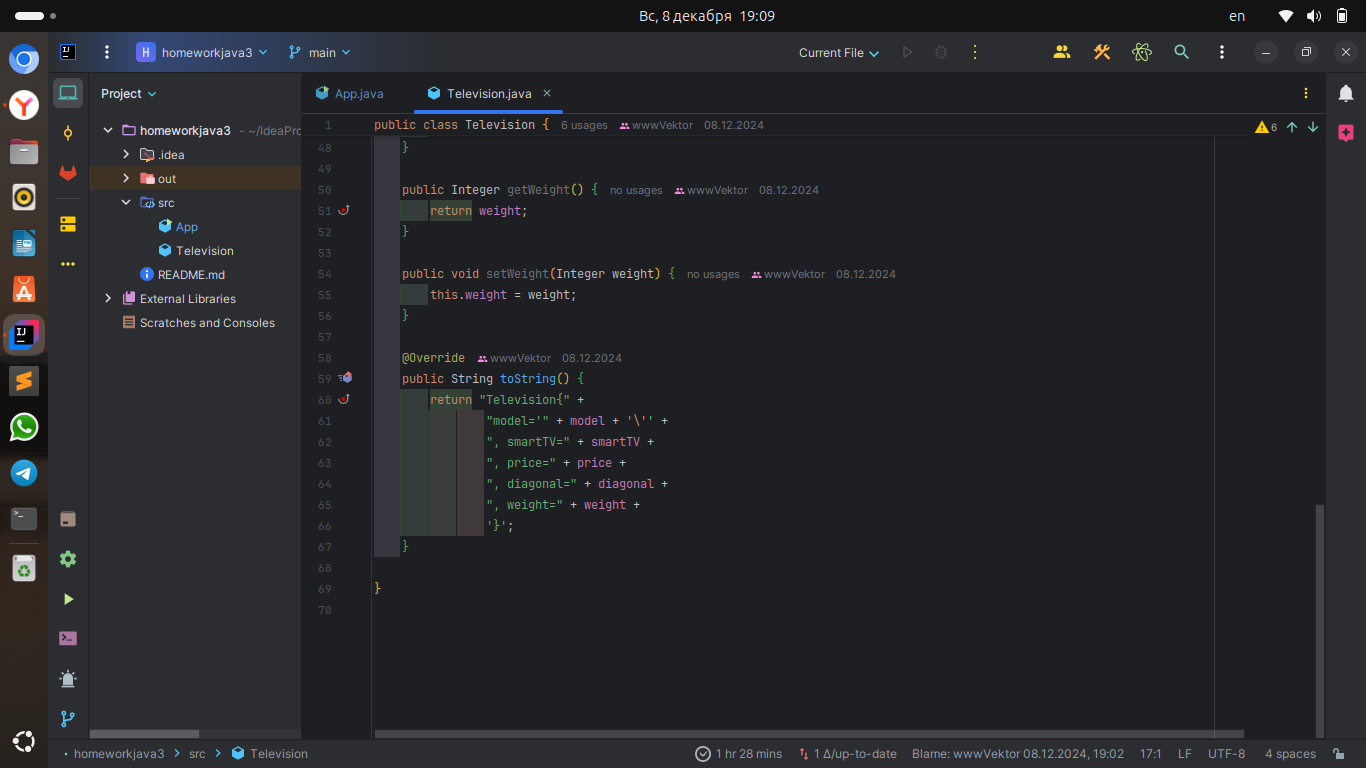 Вс, 8 декабря 19:09
en
homeworkjava3
main
Current File
Project
App.java
Television.java
homeworkjava3 - ~/IdeaPro
.idea
out
src
App
Television
README.md
External Libraries
Scratches and Consoles
1 public class Television { 6 usages wwwVektor 08.12.2024
6
48 }
49
50 public Integer getWeight() { no usages wwwVektor 08.12.2024
51 return weight;
52 }
53
54 public void setWeight(Integer weight) { no usages wwwVektor 08.12.2024
55 this.weight = weight;
56 }
57
58 @Override wwwVektor 08.12.2024
59 public String toString() {
60 return "Television{" +
61 "model='" + model + '\'' +
62 ", smartTV=" + smartTV +
63 ", price=" + price +
64 ", diagonal=" + diagonal +
65 ", weight=" + weight +
66 '}';
67 }
68
69 }
70
homeworkjava3 > src > Television
1 hr 28 mins
1 Δ/up-to-date
Blame: wwwVektor 08.12.2024, 19:02
17:1
LF
UTF-8
4 spaces